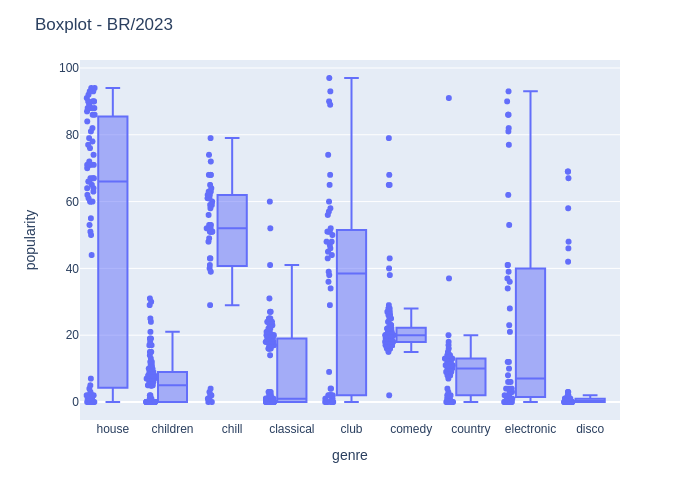 Boxplot - BR/2023
100
80
60
40
20
0
popularity
house children chill classical club comedy country electronic disco
genre